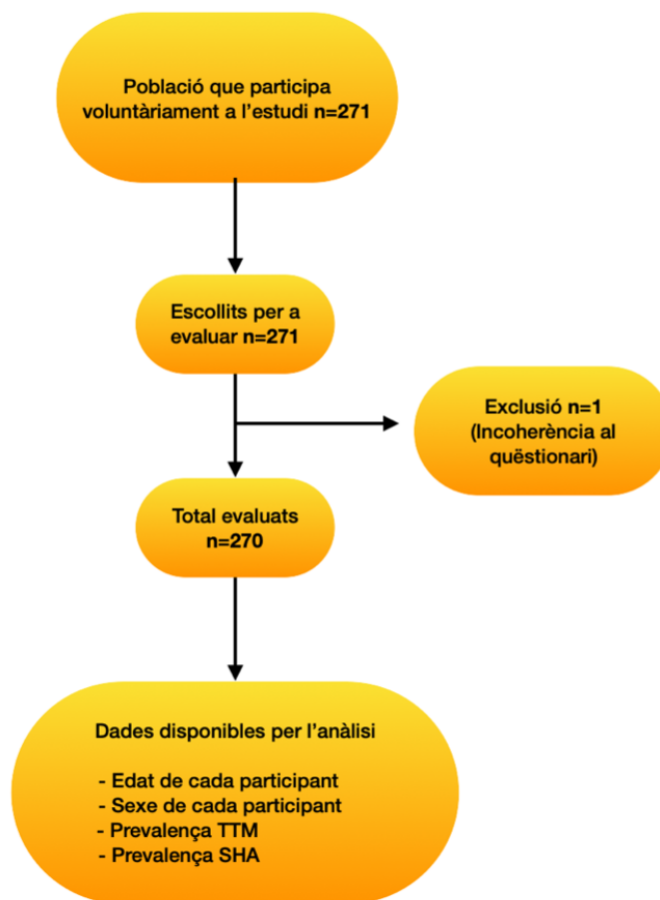 Població que participa
voluntàriament a l'estudi n=271
Escollits per a
evaluar n=271
Exclusió n=1
(Incoherència al
quëstionari)
Total evaluats
n=270
Dades disponibles per l'anàlisi
- Edat de cada participant
- Sexe de cada participant
- Prevalença TTM
- Prevalença SHA